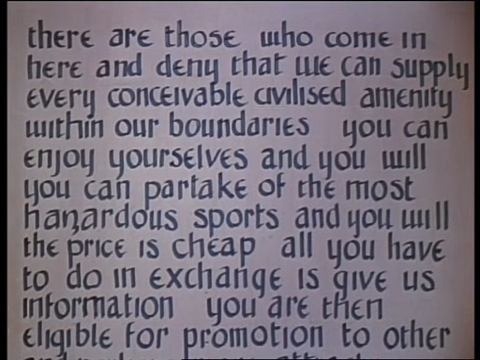 there are those who come in
here and deny that we can supply
every conceivable civilised amenity
within our boundaries you can
enjoy yourselves and you will
you can partake of the most
hazardous sports and you will
the price is cheap all you have
to do in exchange is give us
information you are then
eligible for promotion to other